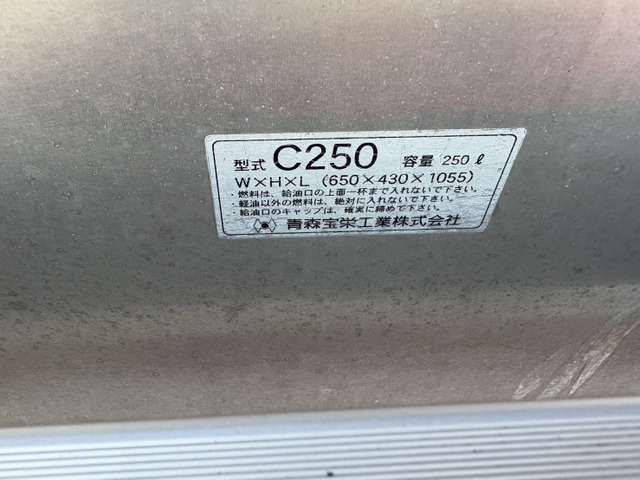 型式 C250 容量 250ℓ
W×H×L (650×430×1055)
・燃料は、給油口の上面一杯まで入れないで下さい。
・軽油以外の燃料は、絶対に入れないで下さい。
・給油口のキャップは、確実に締めて下さい。
青森宝栄工業株式会社